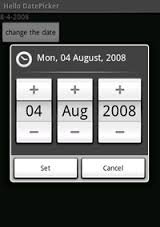 Hello DatePicker
8-4-2008
change the date
Mon, 04 August, 2008
+ + +
04 Aug 2008
− − −
Set Cancel